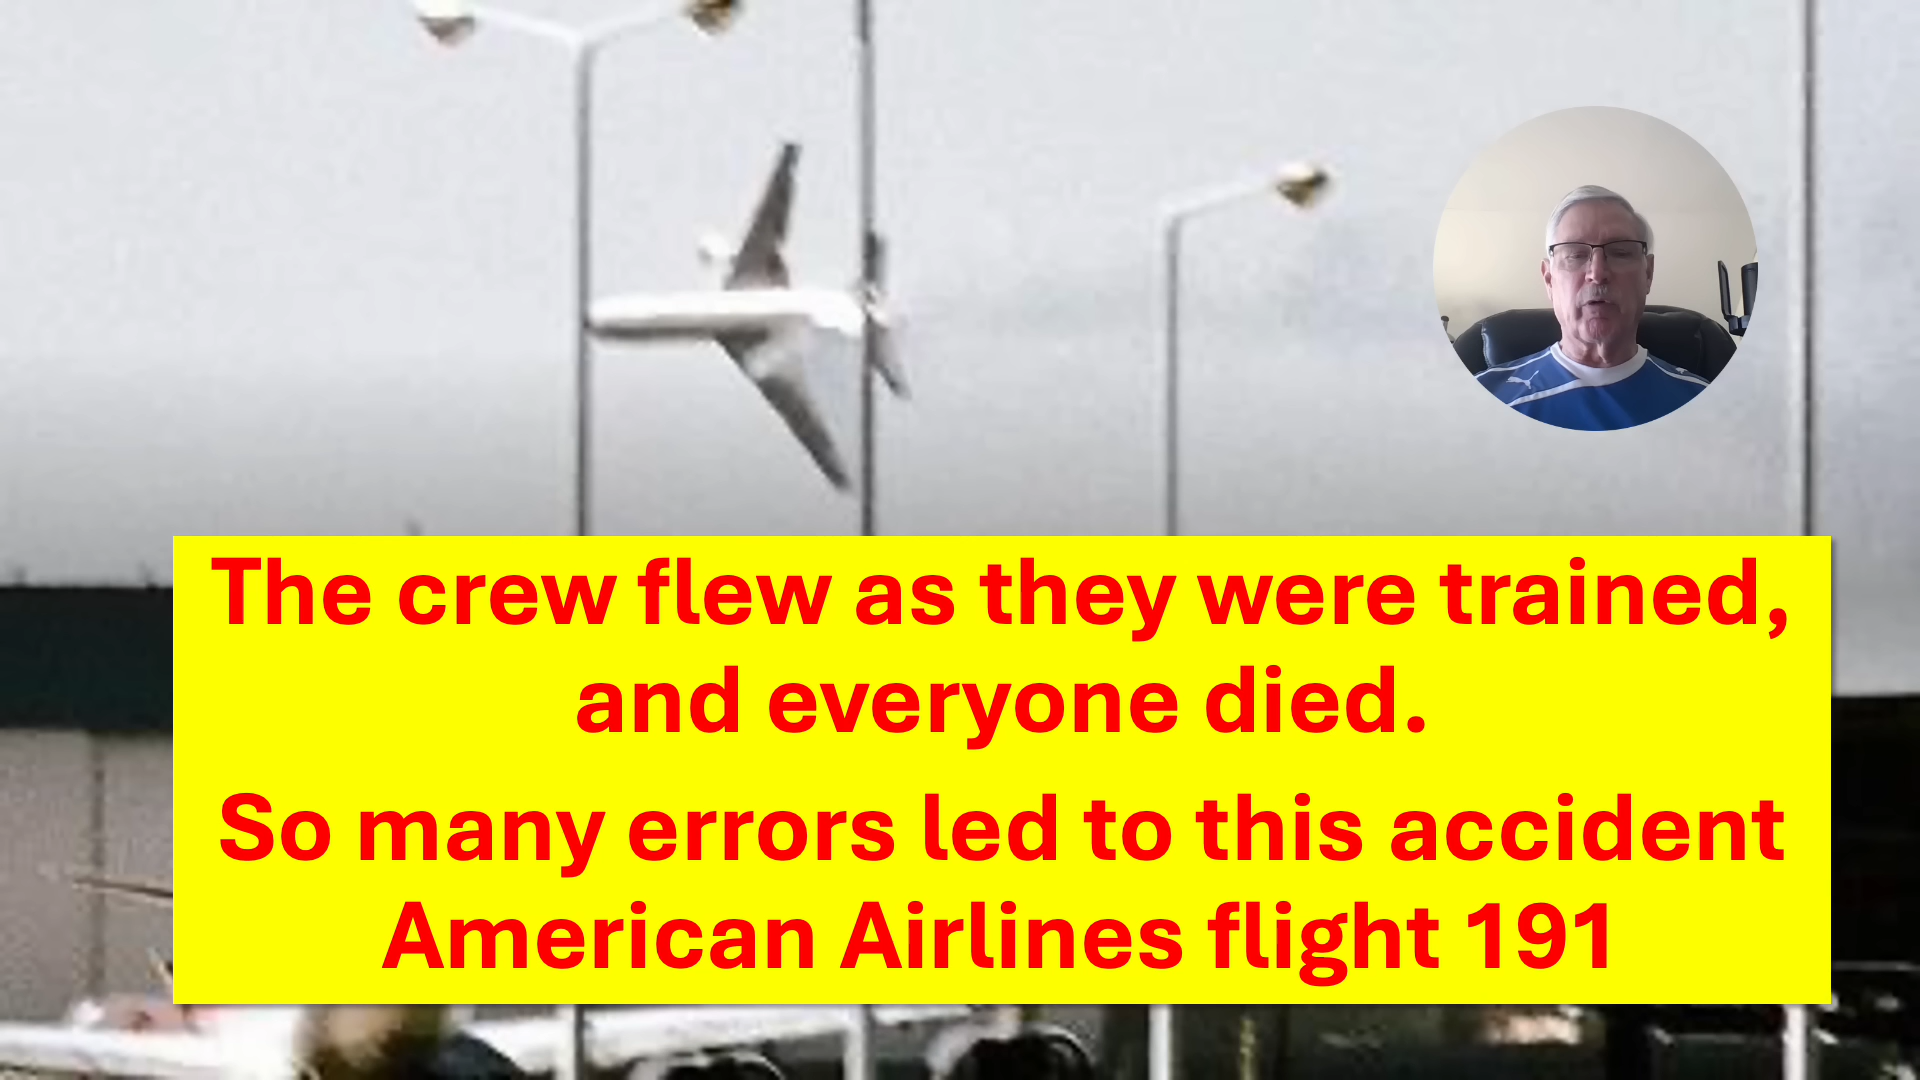 The crew flew as they were trained,
and everyone died.
So many errors led to this accident
American Airlines flight 191